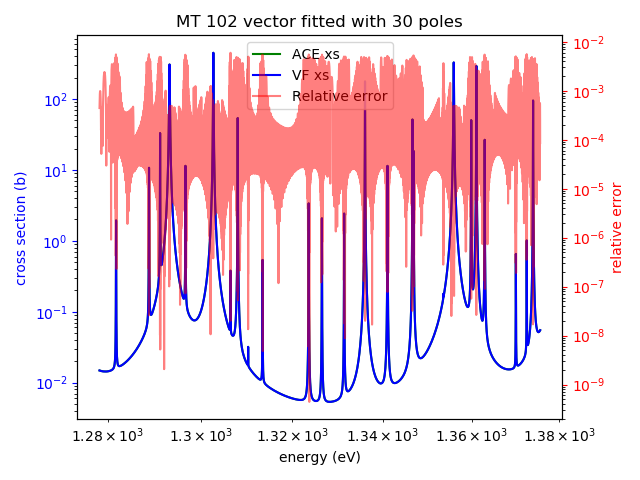 MT 102 vector fitted with 30 poles
ACE xs
VF xs
Relative error
cross section (b)
10²
10¹
10⁰
10⁻¹
10⁻²
relative error
10⁻²
10⁻³
10⁻⁴
10⁻⁵
10⁻⁶
10⁻⁷
10⁻⁸
10⁻⁹
1.28 × 10³ 1.3 × 10³ 1.32 × 10³ 1.34 × 10³ 1.36 × 10³ 1.38 × 10³
energy (eV)